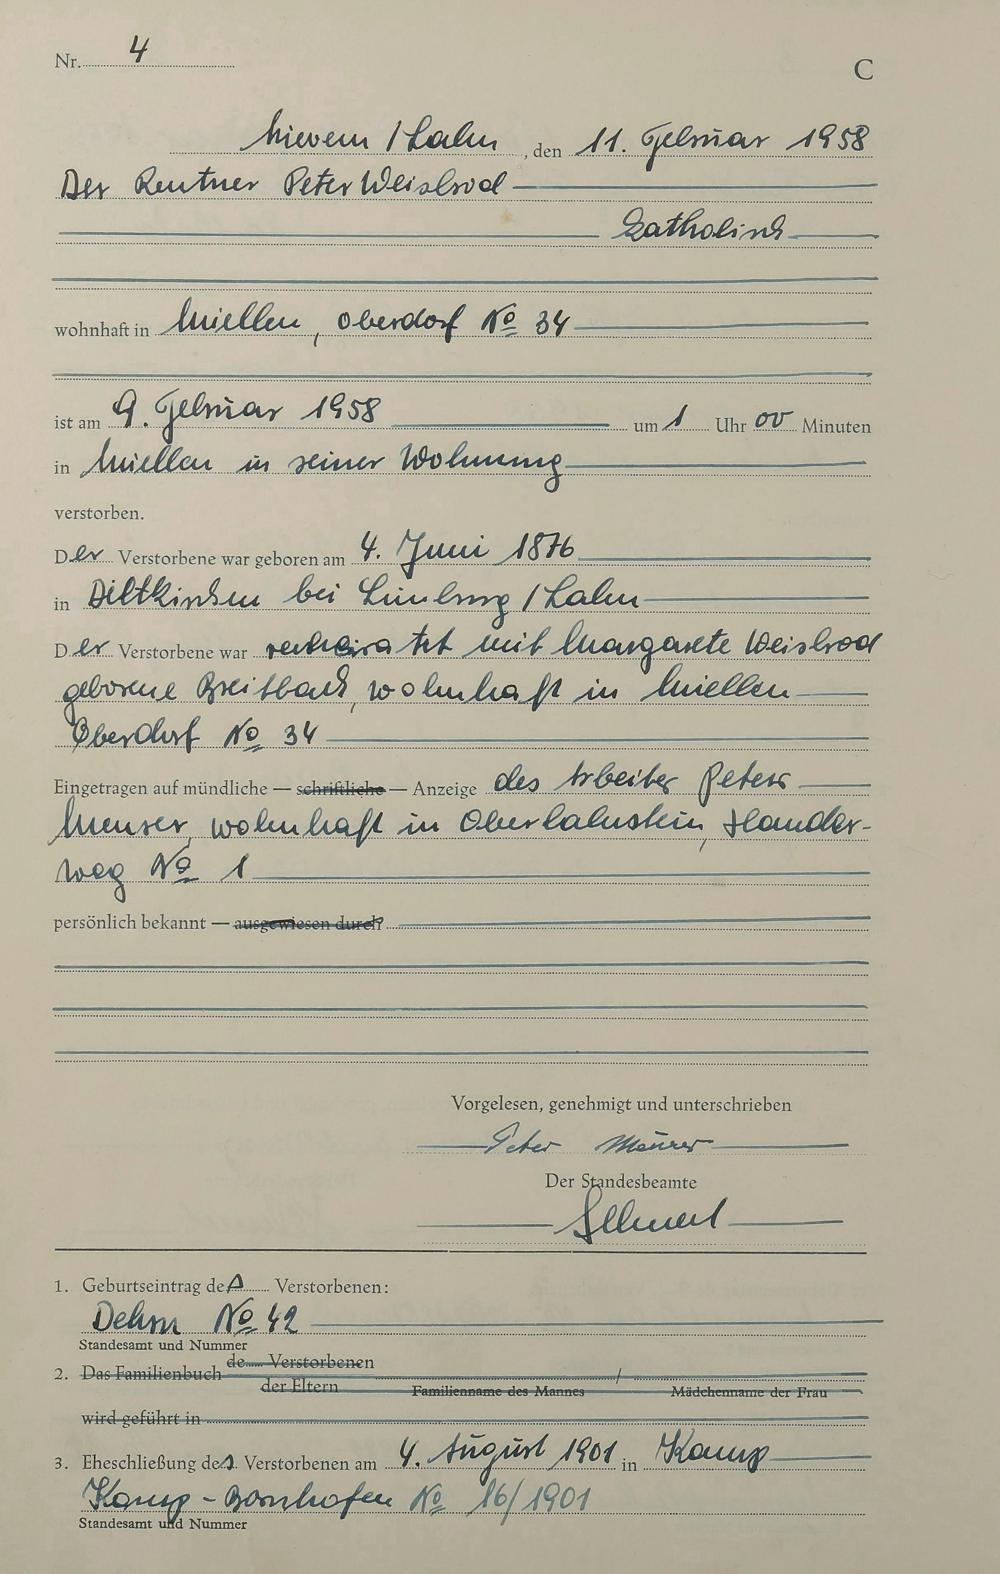 Nr. 4
C
Nievern / Lahn, den 11. Februar 1958
Der Rentner Peter Weisbrod
katholisch
wohnhaft in Miellen, Oberdorf No 34
ist am 9. Februar 1958 um 1 Uhr 00 Minuten
in Miellen in seiner Wohnung
verstorben.
Der Verstorbene war geboren am 4. Juni 1876
in Dietkirchen bei Limburg / Lahn
Der Verstorbene war verheiratet mit Margarete Weisbrod
geborene Breitbach, wohnhaft in Miellen
Oberdorf No 34
Eingetragen auf mündliche — schriftliche — Anzeige des Arbeiter Peters
wohnhaft in Oberlahnstein,
weg No 1
persönlich bekannt — ausgewiesen durch
Vorgelesen, genehmigt und unterschrieben
Peter Meurer
Der Standesbeamte
1. Geburtseintrag des Verstorbenen:
Dehrn No 42
Standesamt und Nummer
2. Das Familienbuch de Verstorbenen
der Eltern Familienname des Mannes / Mädchenname der Frau
wird geführt in
3. Eheschließung des Verstorbenen am 4. August 1901 in Kamp
Kamp - Bornhofen No 16/1901
Standesamt und Nummer